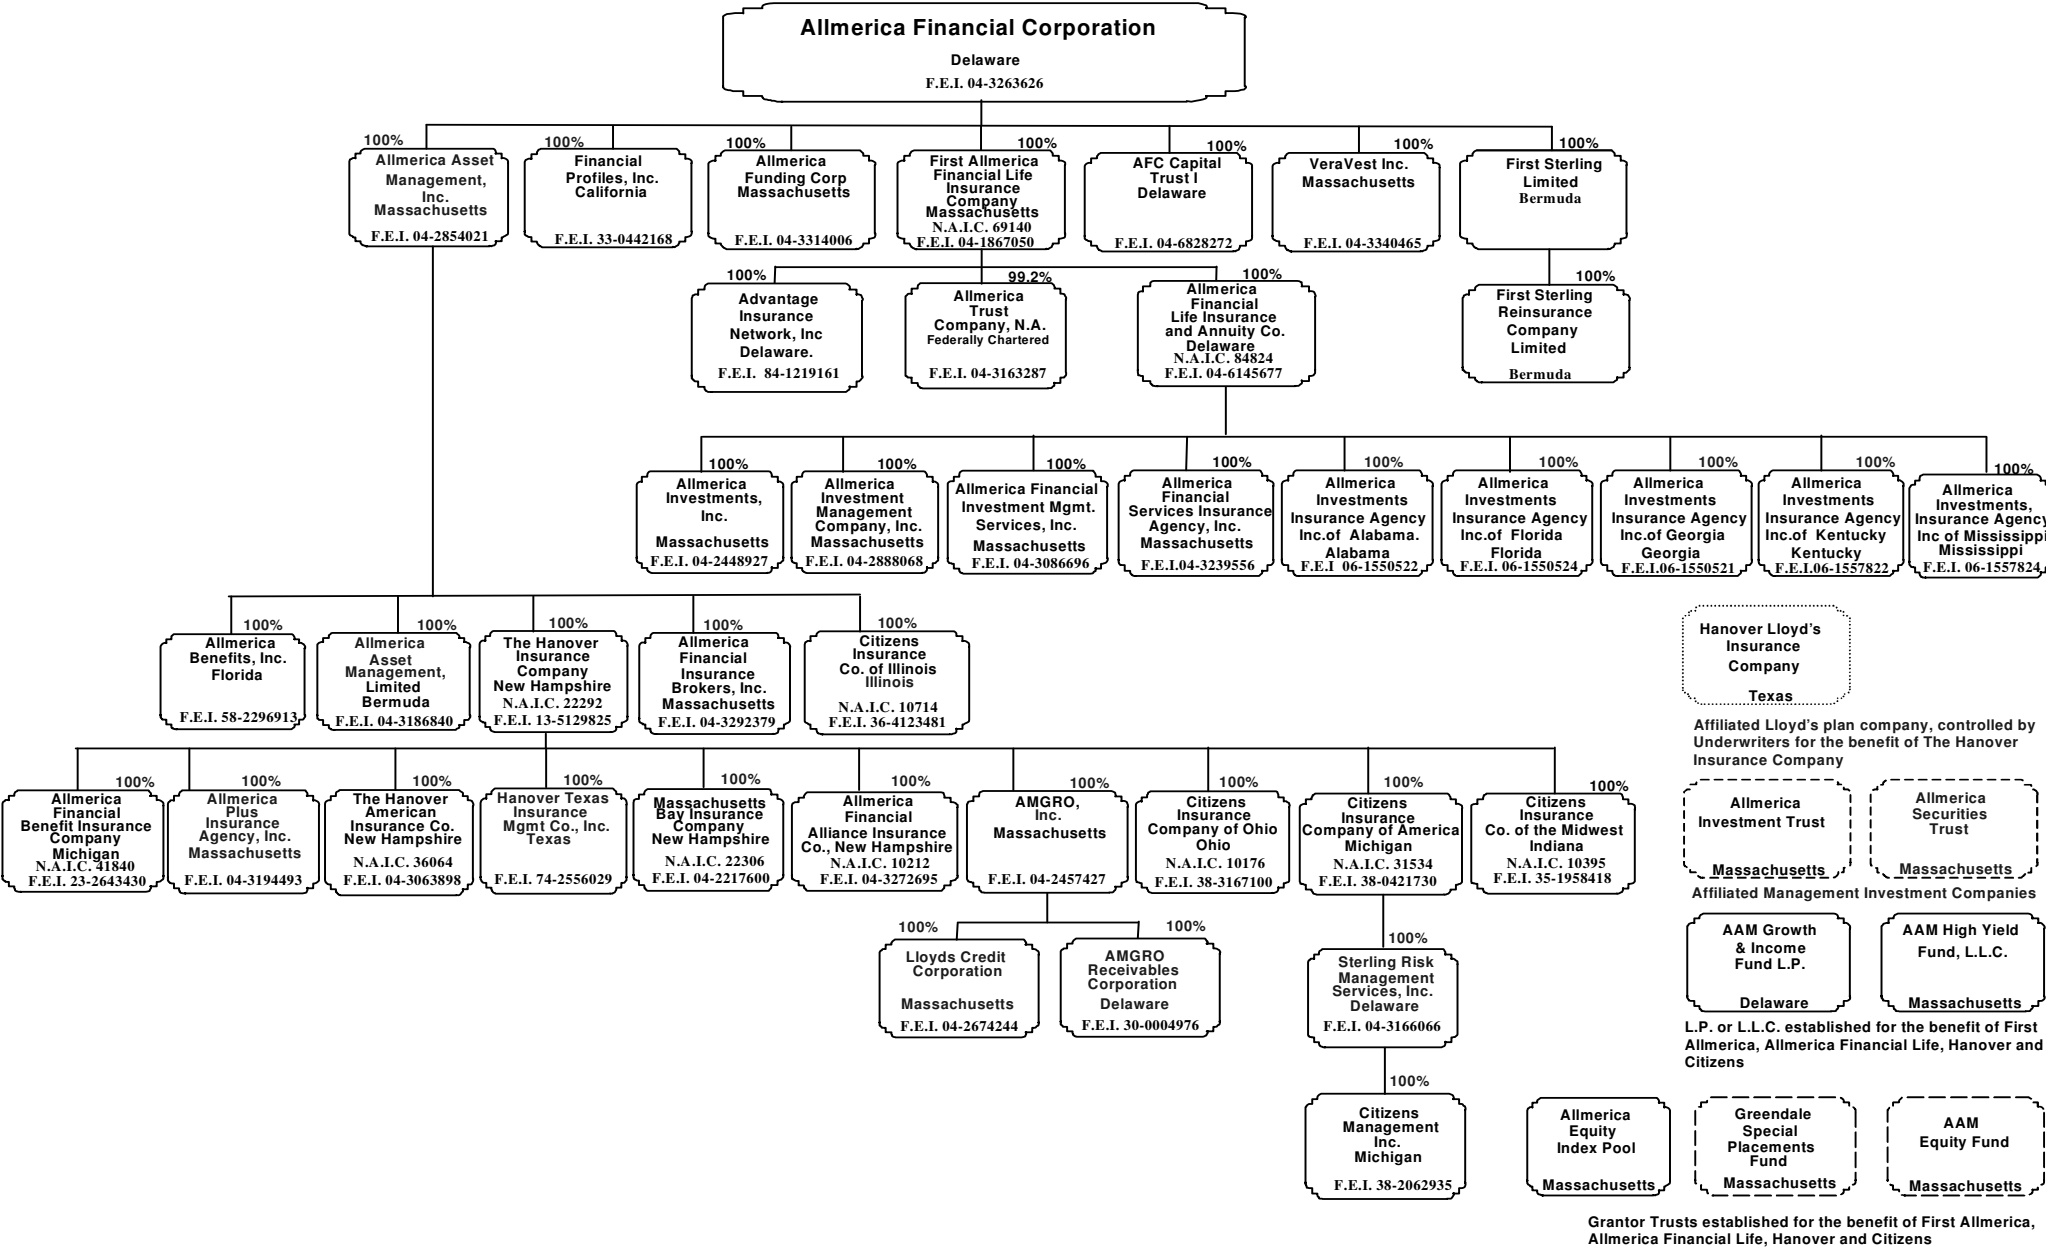 Allmerica Financial Corporation
Delaware
F.E.I. 04-3263626
100%
Allmerica Asset
Management,
Inc.
Massachusetts
F.E.I. 04-2854021
100%
Financial
Profiles, Inc.
California
F.E.I. 33-0442168
100%
Allmerica
Funding Corp
Massachusetts
F.E.I. 04-3314006
100%
First Allmerica
Financial Life
Insurance
Company
Massachusetts
N.A.I.C. 69140
F.E.I. 04-1867050
100%
AFC Capital
Trust I
Delaware
F.E.I. 04-6828272
100%
VeraVest Inc.
Massachusetts
F.E.I. 04-3340465
100%
First Sterling
Limited
Bermuda
100%
Advantage
Insurance
Network, Inc
Delaware.
F.E.I. 84-1219161
99.2%
Allmerica
Trust
Company, N.A.
Federally Chartered
F.E.I. 04-3163287
100%
Allmerica
Financial
Life Insurance
and Annuity Co.
Delaware
N.A.I.C. 84824
F.E.I. 04-6145677
100%
First Sterling
Reinsurance
Company
Limited
Bermuda
100%
Allmerica
Investments,
Inc.
Massachusetts
F.E.I. 04-2448927
100%
Allmerica
Investment
Management
Company, Inc.
Massachusetts
F.E.I. 04-2888068
100%
Allmerica Financial
Investment Mgmt.
Services, Inc.
Massachusetts
F.E.I. 04-3086696
100%
Allmerica
Financial
Services Insurance
Agency, Inc.
Massachusetts
F.E.I.04-3239556
100%
Allmerica
Investments
Insurance Agency
Inc.of Alabama.
Alabama
F.E.I 06-1550522
100%
Allmerica
Investments
Insurance Agency
Inc.of Florida
Florida
F.E.I. 06-1550524
100%
Allmerica
Investments
Insurance Agency
Inc.of Georgia
Georgia
F.E.I.06-1550521
100%
Allmerica
Investments
Insurance Agency
Inc.of Kentucky
Kentucky
F.E.I.06-1557822
100%
Allmerica
Investments,
Insurance Agency
Inc of Mississippi
Mississippi
F.E.I. 06-1557824
100%
Allmerica
Benefits, Inc.
Florida
F.E.I. 58-2296913
100%
Allmerica
Asset
Management,
Limited
Bermuda
F.E.I. 04-3186840
100%
The Hanover
Insurance
Company
New Hampshire
N.A.I.C. 22292
F.E.I. 13-5129825
100%
Allmerica
Financial
Insurance
Brokers, Inc.
Massachusetts
F.E.I. 04-3292379
100%
Citizens
Insurance
Co. of Illinois
Illinois
N.A.I.C. 10714
F.E.I. 36-4123481
Hanover Lloyd's
Insurance
Company
Texas
Affiliated Lloyd's plan company, controlled by
Underwriters for the benefit of The Hanover
Insurance Company
100%
Allmerica
Financial
Benefit Insurance
Company
Michigan
N.A.I.C. 41840
F.E.I. 23-2643430
100%
Allmerica
Plus
Insurance
Agency, Inc.
Massachusetts
F.E.I. 04-3194493
100%
The Hanover
American
Insurance Co.
New Hampshire
N.A.I.C. 36064
F.E.I. 04-3063898
100%
Hanover Texas
Insurance
Mgmt Co., Inc.
Texas
F.E.I. 74-2556029
100%
Massachusetts
Bay Insurance
Company
New Hampshire
N.A.I.C. 22306
F.E.I. 04-2217600
100%
Allmerica
Financial
Alliance Insurance
Co., New Hampshire
N.A.I.C. 10212
F.E.I. 04-3272695
100%
AMGRO,
Inc.
Massachusetts
F.E.I. 04-2457427
100%
Citizens
Insurance
Company of Ohio
Ohio
N.A.I.C. 10176
F.E.I. 38-3167100
100%
Citizens
Insurance
Company of America
Michigan
N.A.I.C. 31534
F.E.I. 38-0421730
100%
Citizens
Insurance
Co. of the Midwest
Indiana
N.A.I.C. 10395
F.E.I. 35-1958418
Allmerica
Investment Trust
Massachusetts
Allmerica
Securities
Trust
Massachusetts
Affiliated Management Investment Companies
100%
Lloyds Credit
Corporation
Massachusetts
F.E.I. 04-2674244
100%
AMGRO
Receivables
Corporation
Delaware
F.E.I. 30-0004976
100%
Sterling Risk
Management
Services, Inc.
Delaware
F.E.I. 04-3166066
AAM Growth
& Income
Fund L.P.
Delaware
AAM High Yield
Fund, L.L.C.
Massachusetts
L.P. or L.L.C. established for the benefit of First
Allmerica, Allmerica Financial Life, Hanover and
Citizens
100%
Citizens
Management
Inc.
Michigan
F.E.I. 38-2062935
Allmerica
Equity
Index Pool
Massachusetts
Greendale
Special
Placements
Fund
Massachusetts
AAM
Equity Fund
Massachusetts
Grantor Trusts established for the benefit of First Allmerica,
Allmerica Financial Life, Hanover and Citizens